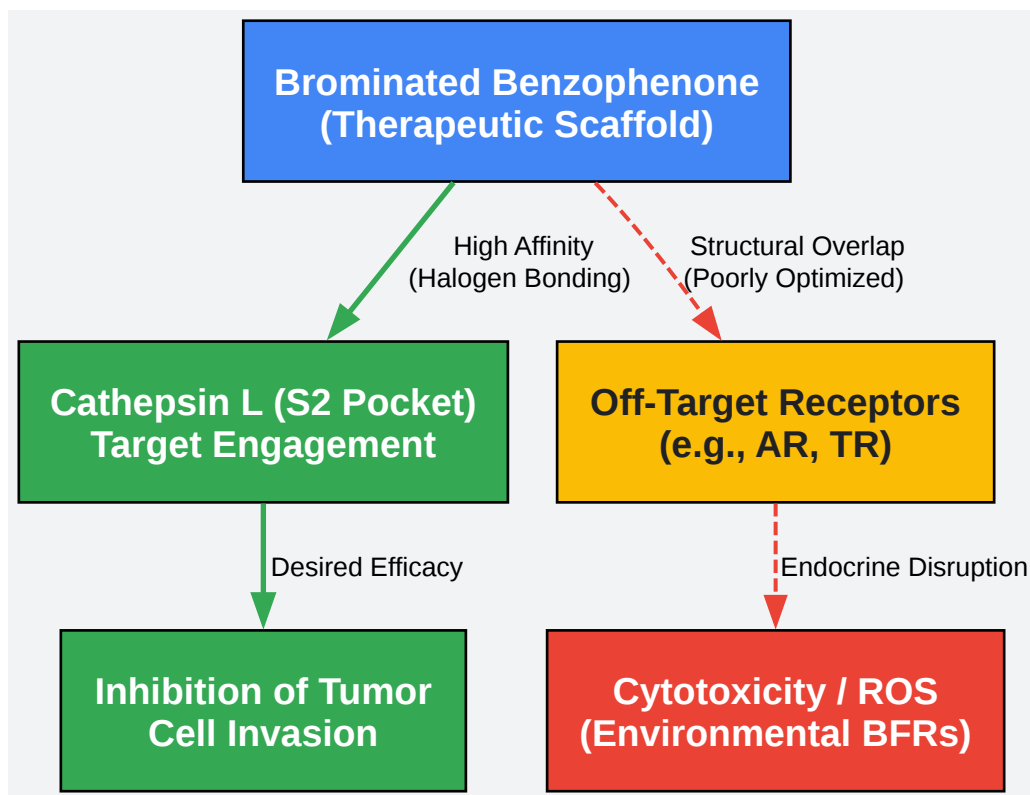 Brominated Benzophenone
(Therapeutic Scaffold)
High Affinity
(Halogen Bonding)
Structural Overlap
(Poorly Optimized)
Cathepsin L (S2 Pocket)
Target Engagement
Off-Target Receptors
(e.g., AR, TR)
Desired Efficacy
Endocrine Disruption
Inhibition of Tumor
Cell Invasion
Cytotoxicity / ROS
(Environmental BFRs)